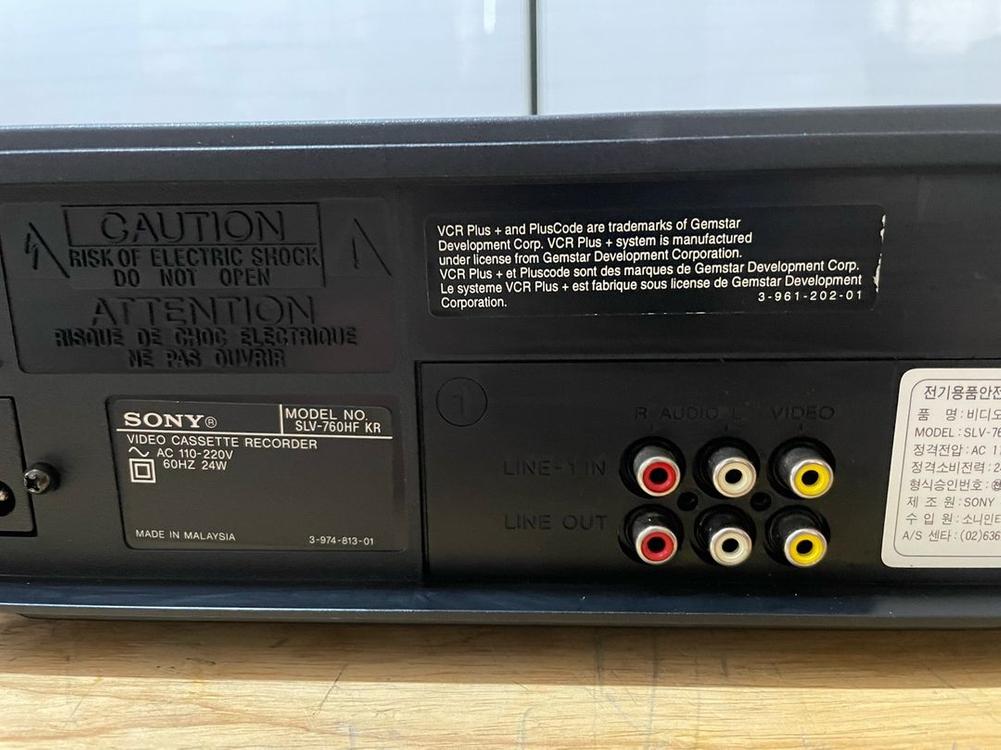 CAUTION
RISK OF ELECTRIC SHOCK
DO NOT OPEN
ATTENTION
RISQUE DE CHOC ELECTRIQUE
NE PAS OUVRIR
VCR Plus + and PlusCode are trademarks of Gemstar
Development Corp. VCR Plus + system is manufactured
under license from Gemstar Development Corporation.
VCR Plus + et Pluscode sont des marques de Gemstar Development Corp.
Le systeme VCR Plus + est fabrique sous license de Gemstar Development
Corporation.
3-961-202-01
SONY®
MODEL NO.
SLV-760HF KR
VIDEO CASSETTE RECORDER
AC 110-220V
60HZ 24W
MADE IN MALAYSIA
3-974-813-01
1
R AUDIO L VIDEO
LINE-1 IN
LINE OUT
전기용품안전
품 명 : 비디오
MODEL : SLV-76
정격전압 : AC 11
정격소비전력 : 24
형식승인번호 :
제 조 원 : SONY
수 입 원 : 소니인터
A/S 센타 : (02)636